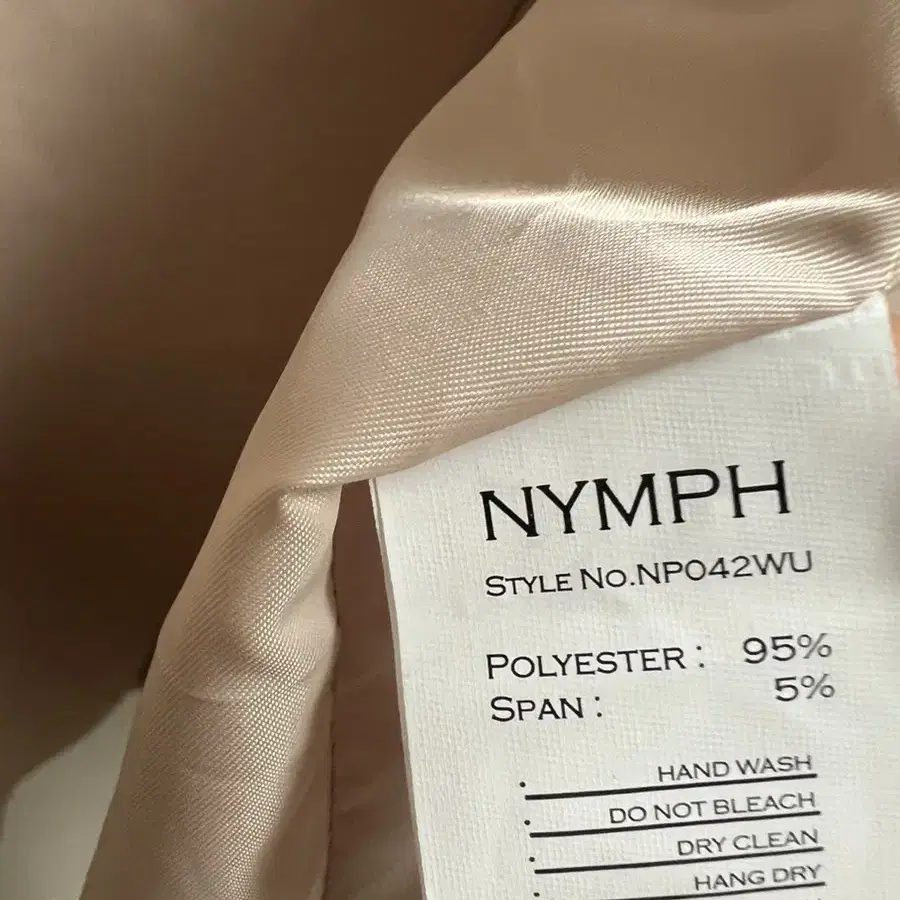 NYMPH
STYLE NO.NP042WU
POLYESTER : 95%
SPAN : 5%
. HAND WASH
. DO NOT BLEACH
. DRY CLEAN
. HANG DRY